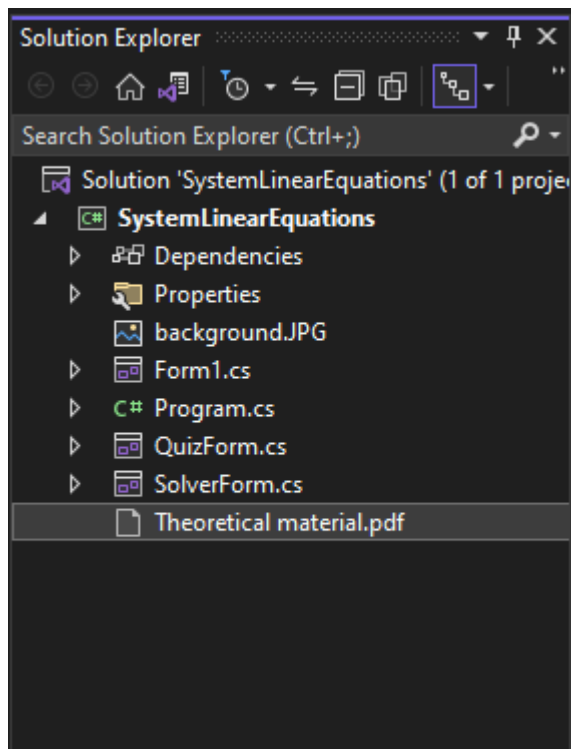 Solution Explorer
Search Solution Explorer (Ctrl+;)
Solution 'SystemLinearEquations' (1 of 1 proje
C# SystemLinearEquations
Dependencies
Properties
background.JPG
Form1.cs
C# Program.cs
QuizForm.cs
SolverForm.cs
Theoretical material.pdf